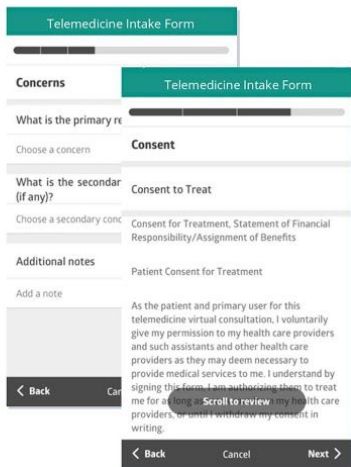 Telemedicine Intake Form
Concerns
What is the primary re
Choose a concern
What is the secondar
(if any)?
Choose a secondary conc
Additional notes
Add a note
Back
Car
Telemedicine Intake Form
Consent
Consent to Treat
Consent for Treatment, Statement of Financial
Responsibility/Assignment of Benefits
Patient Consent for Treatment
As the patient and primary user for this
telemedicine virtual consultation, I voluntarily
give my permission to my health care providers
and such assistants and other health care
providers as they may deem necessary to
provide medical services to me. I understand by
signing this form, I am authorizing them to treat
me for as long as my health care
Scroll to review
providers, or until I withdraw my consent in
writing.
Back Cancel Next